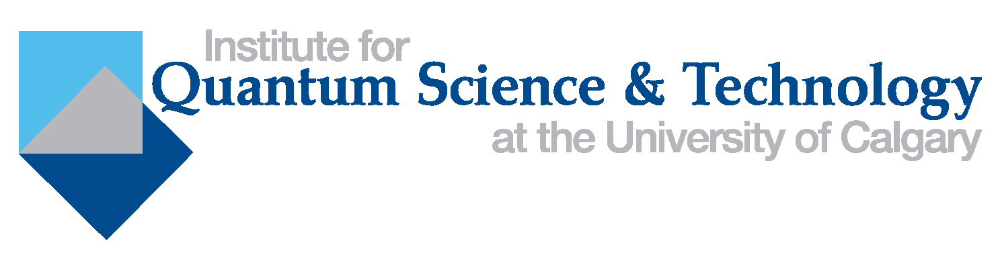 Institute for
Quantum Science & Technology
at the University of Calgary